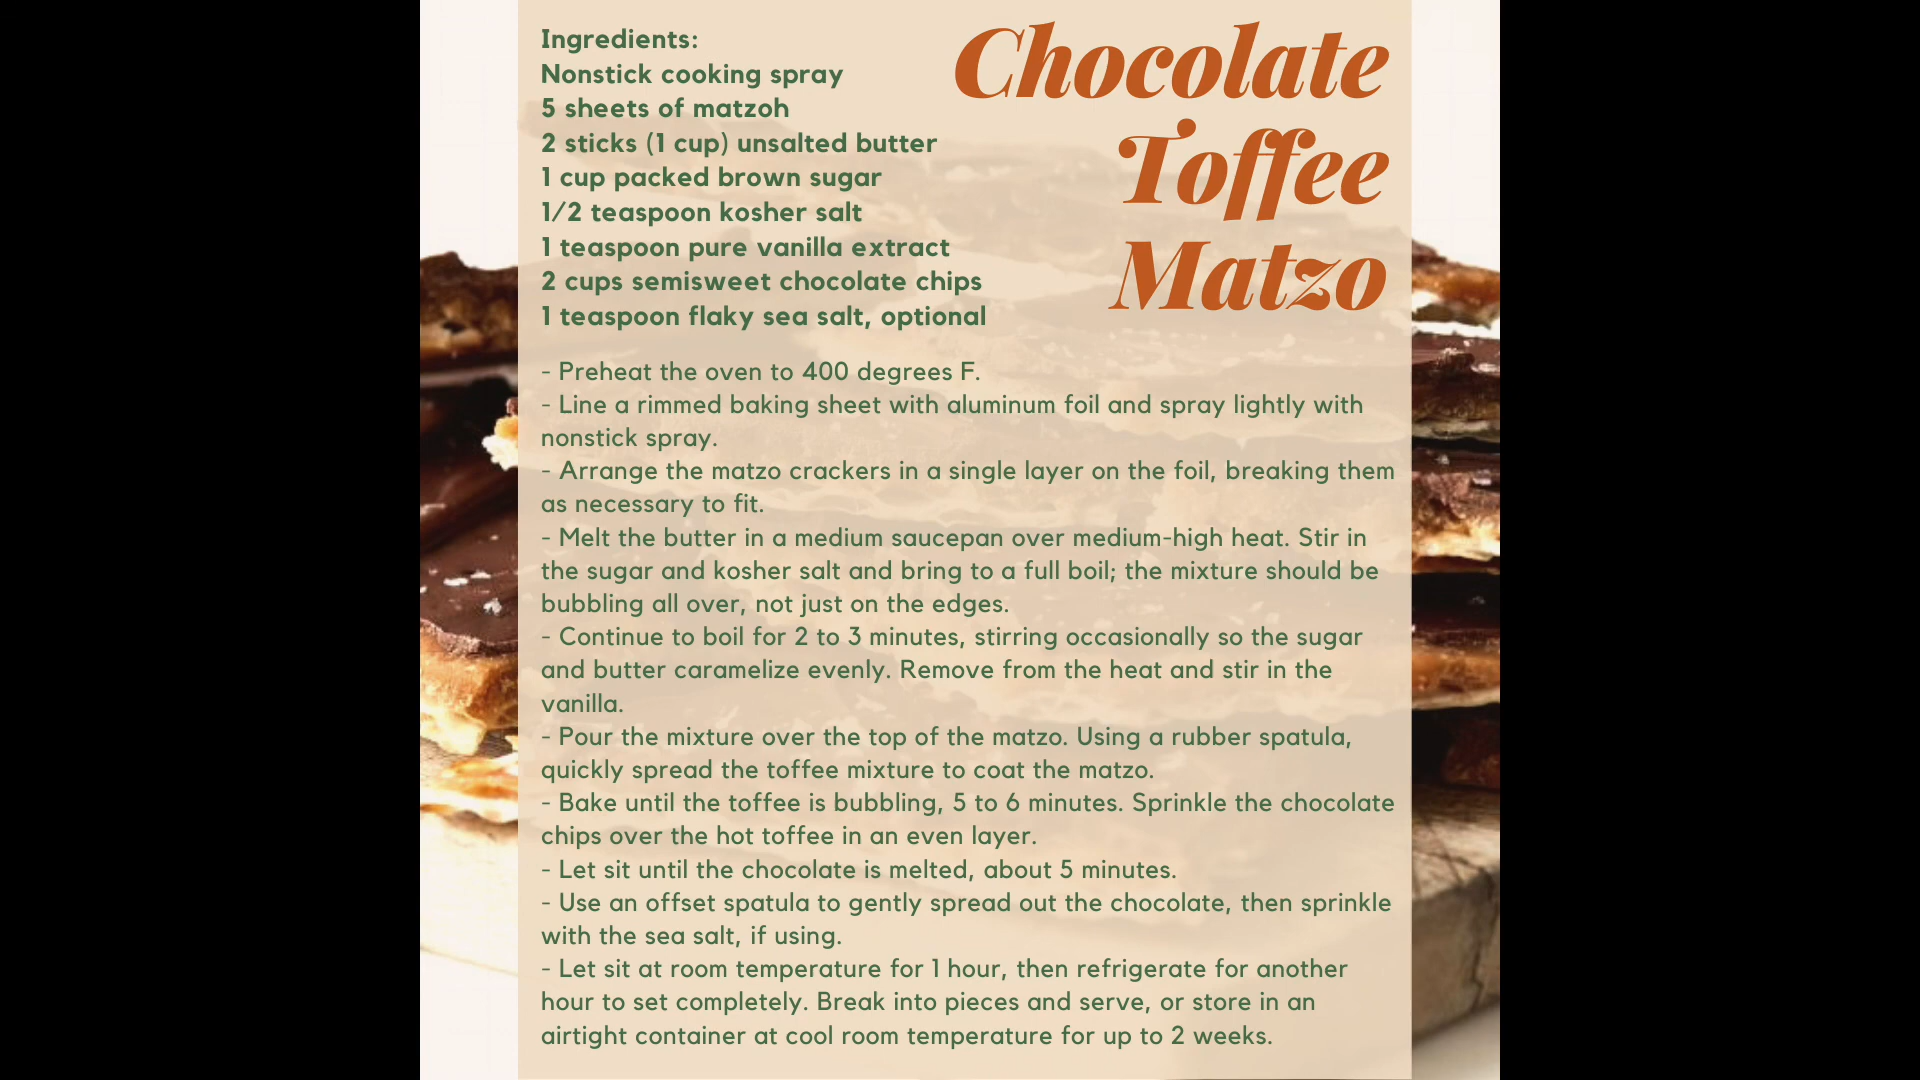 Chocolate
Toffee
Matzo
Ingredients:
Nonstick cooking spray
5 sheets of matzoh
2 sticks (1 cup) unsalted butter
1 cup packed brown sugar
1/2 teaspoon kosher salt
1 teaspoon pure vanilla extract
2 cups semisweet chocolate chips
1 teaspoon flaky sea salt, optional
- Preheat the oven to 400 degrees F.
- Line a rimmed baking sheet with aluminum foil and spray lightly with
nonstick spray.
- Arrange the matzo crackers in a single layer on the foil, breaking them
as necessary to fit.
- Melt the butter in a medium saucepan over medium-high heat. Stir in
the sugar and kosher salt and bring to a full boil; the mixture should be
bubbling all over, not just on the edges.
- Continue to boil for 2 to 3 minutes, stirring occasionally so the sugar
and butter caramelize evenly. Remove from the heat and stir in the
vanilla.
- Pour the mixture over the top of the matzo. Using a rubber spatula,
quickly spread the toffee mixture to coat the matzo.
- Bake until the toffee is bubbling, 5 to 6 minutes. Sprinkle the chocolate
chips over the hot toffee in an even layer.
- Let sit until the chocolate is melted, about 5 minutes.
- Use an offset spatula to gently spread out the chocolate, then sprinkle
with the sea salt, if using.
- Let sit at room temperature for 1 hour, then refrigerate for another
hour to set completely. Break into pieces and serve, or store in an
airtight container at cool room temperature for up to 2 weeks.